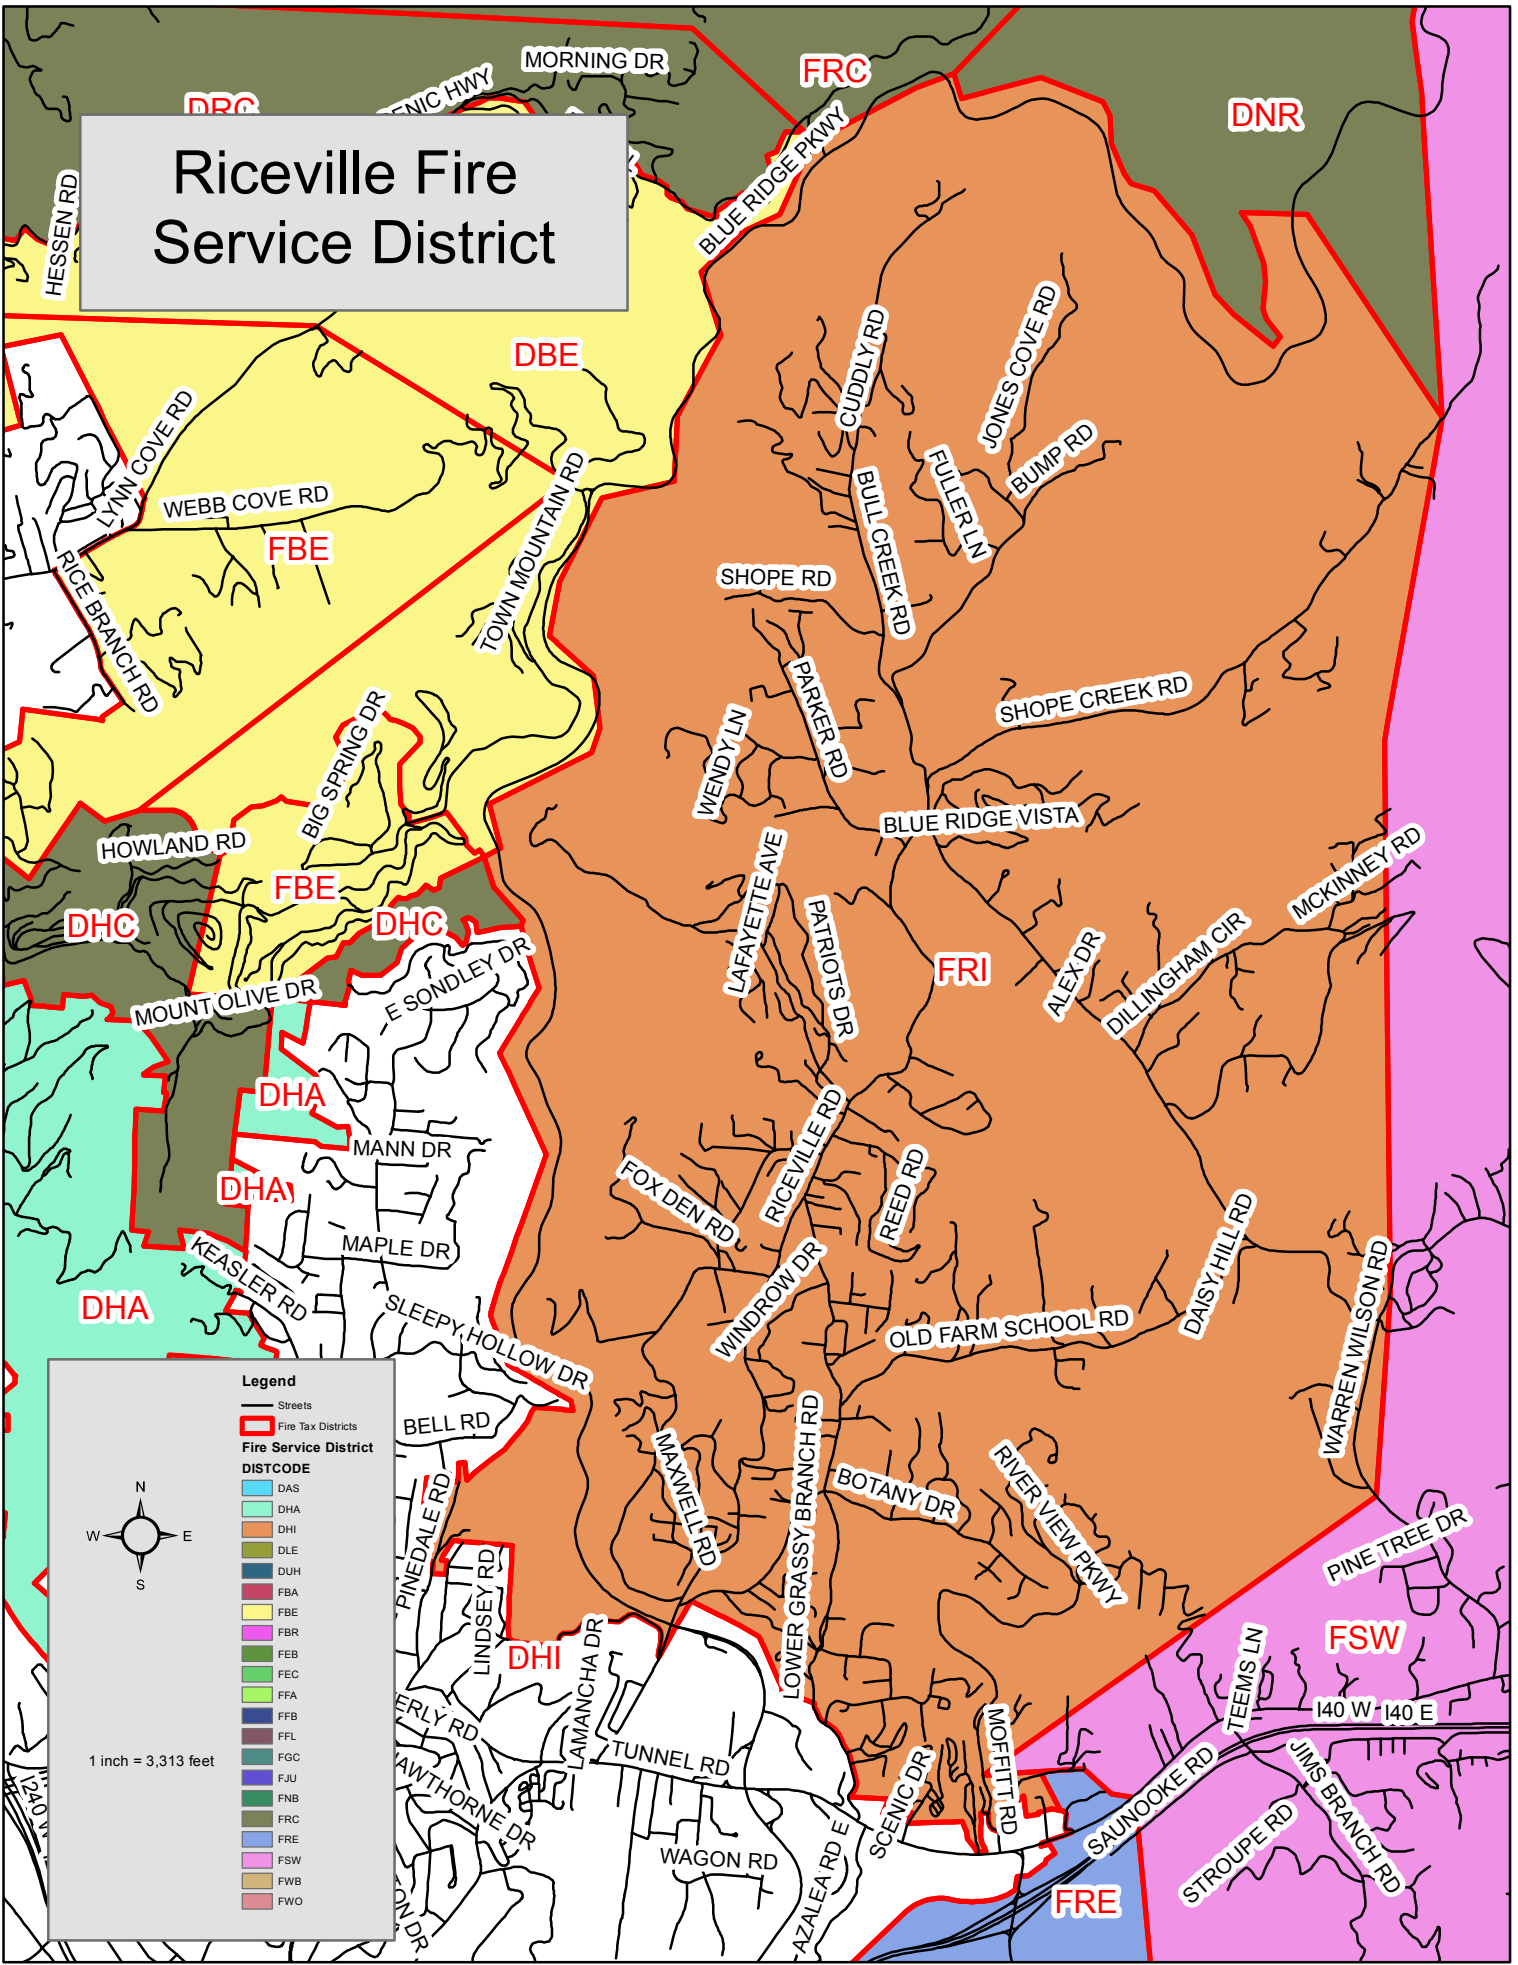 MORNING DR
FRC
DRC
DNR
Riceville Fire
Service District
BLUE RIDGE PKWY
HESSEN RD
CUDDLY RD
JONES COVE RD
DBE
LYNN COVE RD
WEBB COVE RD
FBE
TOWN MOUNTAIN RD
FULLER LN
BUMP RD
BULL CREEK RD
RICE BRANCH RD
SHOPE RD
PARKER RD
SHOPE CREEK RD
BIG SPRING DR
WENDY LN
BLUE RIDGE VISTA
HOWLAND RD
FBE
DHC
DHC
LAFAYETTE AVE
PATRIOTS DR
MCKINNEY RD
FRI
ALEX DR
DILLINGHAM CIR
MOUNT OLIVE DR
E SONDLEY DR
DHA
MANN DR
DHA
RICEVILLE RD
FOX DEN RD
REED RD
MAPLE DR
KEASLER RD
DHA
SLEEPY HOLLOW DR
WINDROW DR
OLD FARM SCHOOL RD
DAISY HILL RD
WARREN WILSON RD
BELL RD
MAXWELL RD
LOWER GRASSY BRANCH RD
BOTANY DR
RIVER VIEW PKWY
PINE TREE DR
PINEDALE RD
LINDSEY RD
DHI
LAMANCHA DR
FSW
TEEMS LN
I40 W
I40 E
ERLY RD
TUNNEL RD
MOFFITT RD
SCENIC DR
SAUNOOKE RD
JIMS BRANCH RD
STROUPE RD
AWTHORNE DR
WAGON RD
AZALEA RD E
FRE
ON DR
I240 W
Legend
Streets
Fire Tax Districts
Fire Service District
DISTCODE
DAS
DHA
DHI
DLE
DUH
FBA
FBE
FBR
FEB
FEC
FFA
FFB
FFL
FGC
FJU
FNB
FRC
FRE
FSW
FWB
FWO
N
W
E
S
1 inch = 3,313 feet